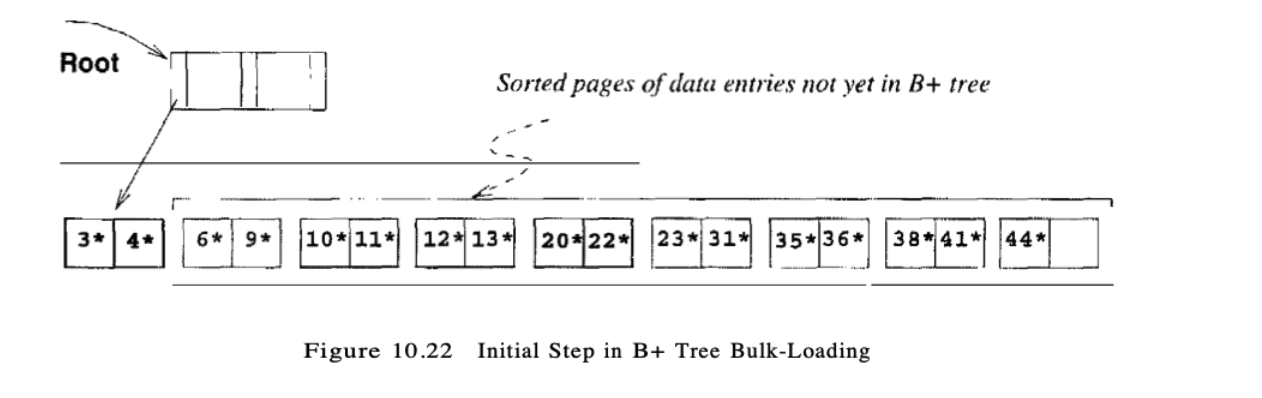 Root
Sorted pages of data entries not yet in B+ tree
3* 4* 6* 9* 10* 11* 12* 13* 20* 22* 23* 31* 35* 36* 38* 41* 44*
Figure 10.22 Initial Step in B+ Tree Bulk-Loading